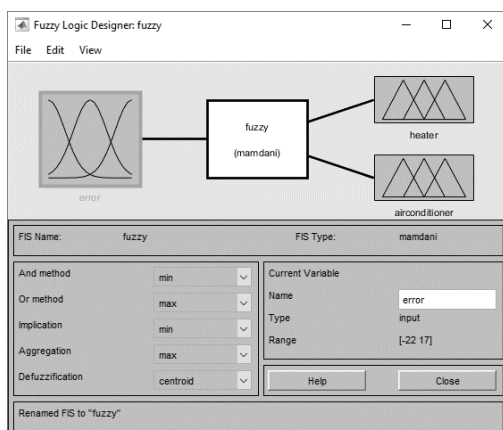 Fuzzy Logic Designer: fuzzy
File Edit View
fuzzy
(mamdani)
heater
error
airconditioner
FIS Name: fuzzy FIS Type: mamdani
And method min
Or method max
Implication min
Aggregation max
Defuzzification centroid
Current Variable
Name error
Type input
Range [-22 17]
Help Close
Renamed FIS to "fuzzy"